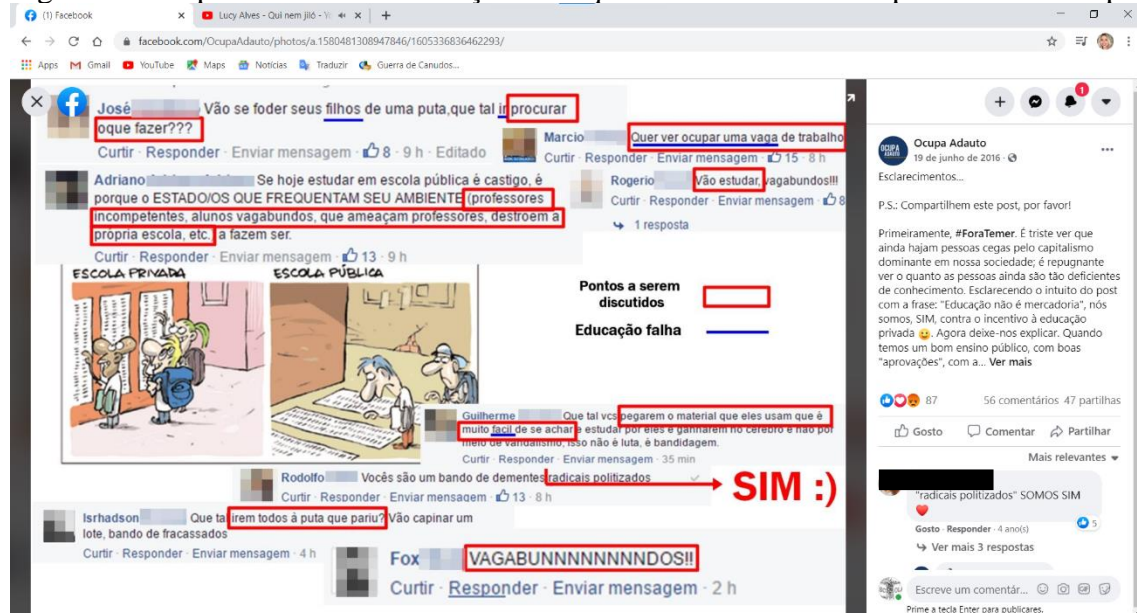 (1) Facebook
Lucy Alves - Qui nem jiló - Yo
facebook.com/OcupaAdauto/photos/a.1580481308947846/1605336836462293/
Apps Gmail YouTube Maps Notícias Traduzir Guerra de Canudos...
José Vão se foder seus filhos de uma puta,que tal ir procurar
oque fazer???
Curtir · Responder · Enviar mensagem · 8 · 9 h · Editado
Marcio Quer ver ocupar uma vaga de trabalho
Curtir · Responder · Enviar mensagem · 15 · 8 h
Adriano Se hoje estudar em escola pública é castigo, é
porque o ESTADO/OS QUE FREQUENTAM SEU AMBIENTE (professores
incompetentes, alunos vagabundos, que ameaçam professores, destroem a
própria escola, etc.) a fazem ser.
Curtir · Responder · Enviar mensagem · 13 · 9 h
Rogerio Vão estudar, vagabundos!!!
Curtir · Responder · Enviar mensagem · 8
1 resposta
ESCOLA PRIVADA
ESCOLA PÚBLICA
Pontos a serem
discutidos
Educação falha
Guilherme Que tal vcs pegarem o material que eles usam que é
muito facil de se achar e estudar por eles e ganharem no cerebro e não por
meio de vandalismo, isso não é luta, é bandidagem.
Curtir · Responder · Enviar mensagem · 35 min
Rodolfo Vocês são um bando de dementes radicais politizados
Curtir · Responder · Enviar mensagem · 13 · 8 h
SIM :)
Isrhadson Que tal irem todos à puta que pariu? Vão capinar um
lote, bando de fracassados
Curtir · Responder · Enviar mensagem · 4 h
Fox VAGABUNNNNNNNNDOS!!
Curtir · Responder · Enviar mensagem · 2 h
1
Ocupa Adauto
19 de junho de 2016
Esclarecimentos...
P.S.: Compartilhem este post, por favor!
Primeiramente, #ForaTemer. É triste ver que
ainda hajam pessoas cegas pelo capitalismo
dominante em nossa sociedade; é repugnante
ver o quanto as pessoas ainda são tão deficientes
de conhecimento. Esclarecendo o intuito do post
com a frase: "Educação não é mercadoria", nós
somos, SIM, contra o incentivo à educação
privada 😉. Agora deixe-nos explicar. Quando
temos um bom ensino público, com boas
"aprovações", com a... Ver mais
87 56 comentários 47 partilhas
Gosto Comentar Partilhar
Mais relevantes
"radicais politizados" SOMOS SIM
❤
Gosto · Responder · 4 ano(s) 5
Ver mais 3 respostas
Escreve um comentár...
Prime a tecla Enter para publicares.